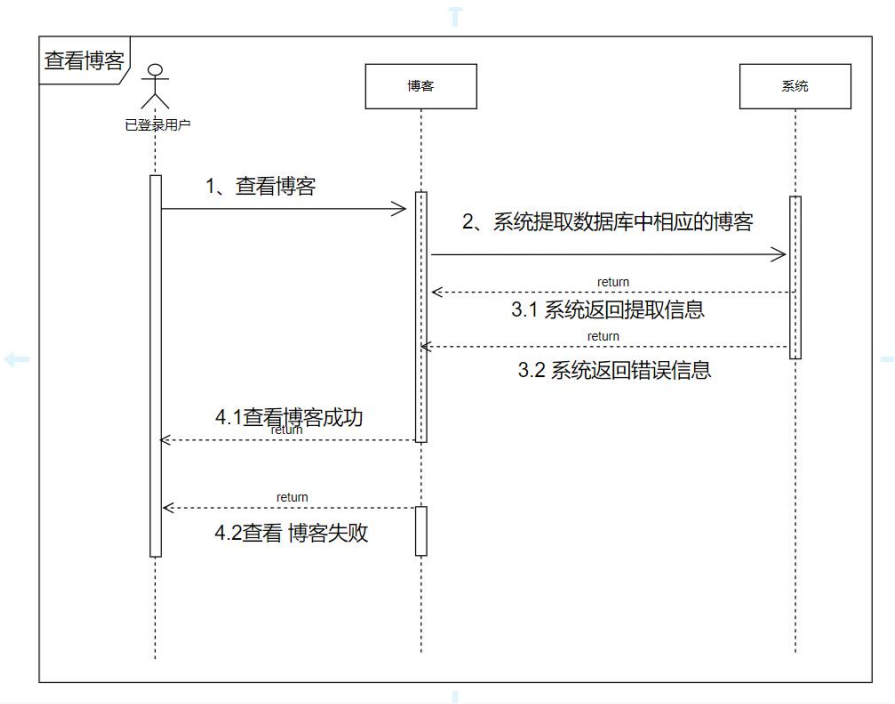 查看博客
博客
系统
已登录用户
1、查看博客
2、系统提取数据库中相应的博客
return
3.1 系统返回提取信息
return
3.2 系统返回错误信息
4.1查看博客成功
return
return
4.2查看 博客失败